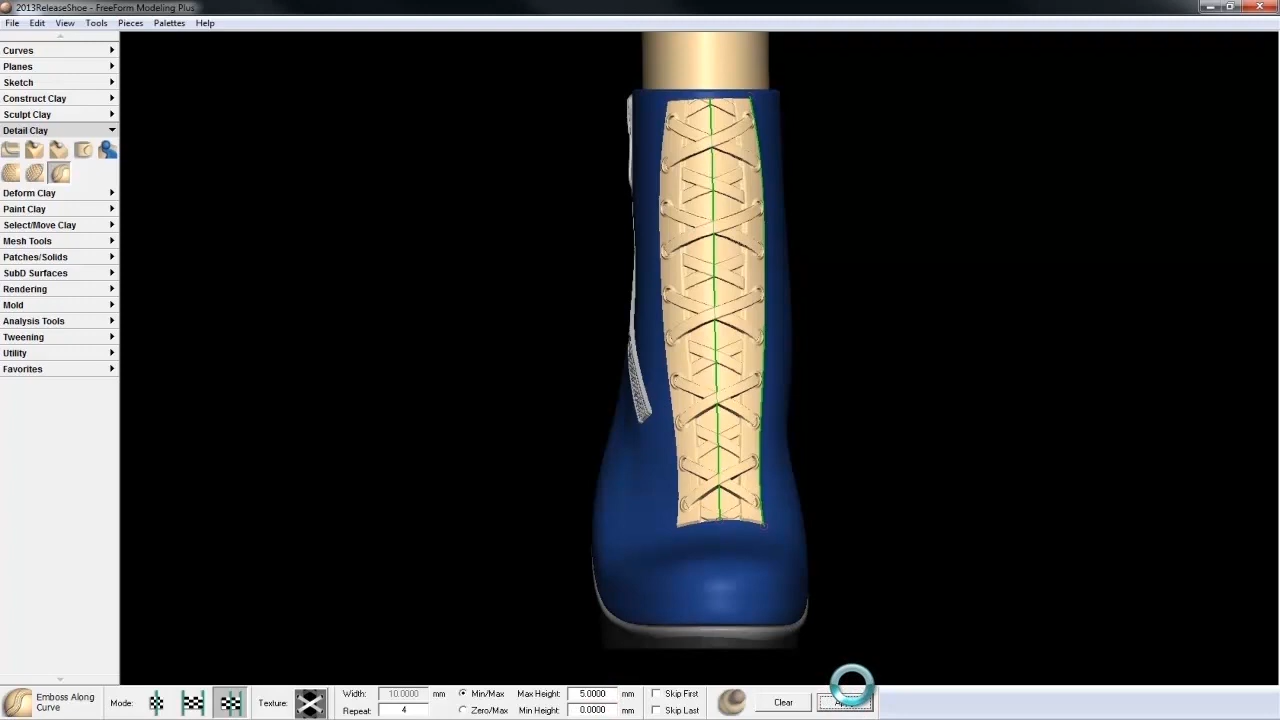 2013ReleaseShoe - FreeForm Modeling Plus
File Edit View Tools Pieces Palettes Help
Curves
Planes
Sketch
Construct Clay
Sculpt Clay
Detail Clay
Deform Clay
Paint Clay
Select/Move Clay
Mesh Tools
Patches/Solids
SubD Surfaces
Rendering
Mold
Analysis Tools
Tweening
Utility
Favorites
Emboss Along
Curve
Mode:
Texture:
Width: 10.0000 mm
Repeat: 4
Min/Max
Zero/Max
Max Height: 5.0000 mm
Min Height: 0.0000 mm
Skip First
Skip Last
Clear